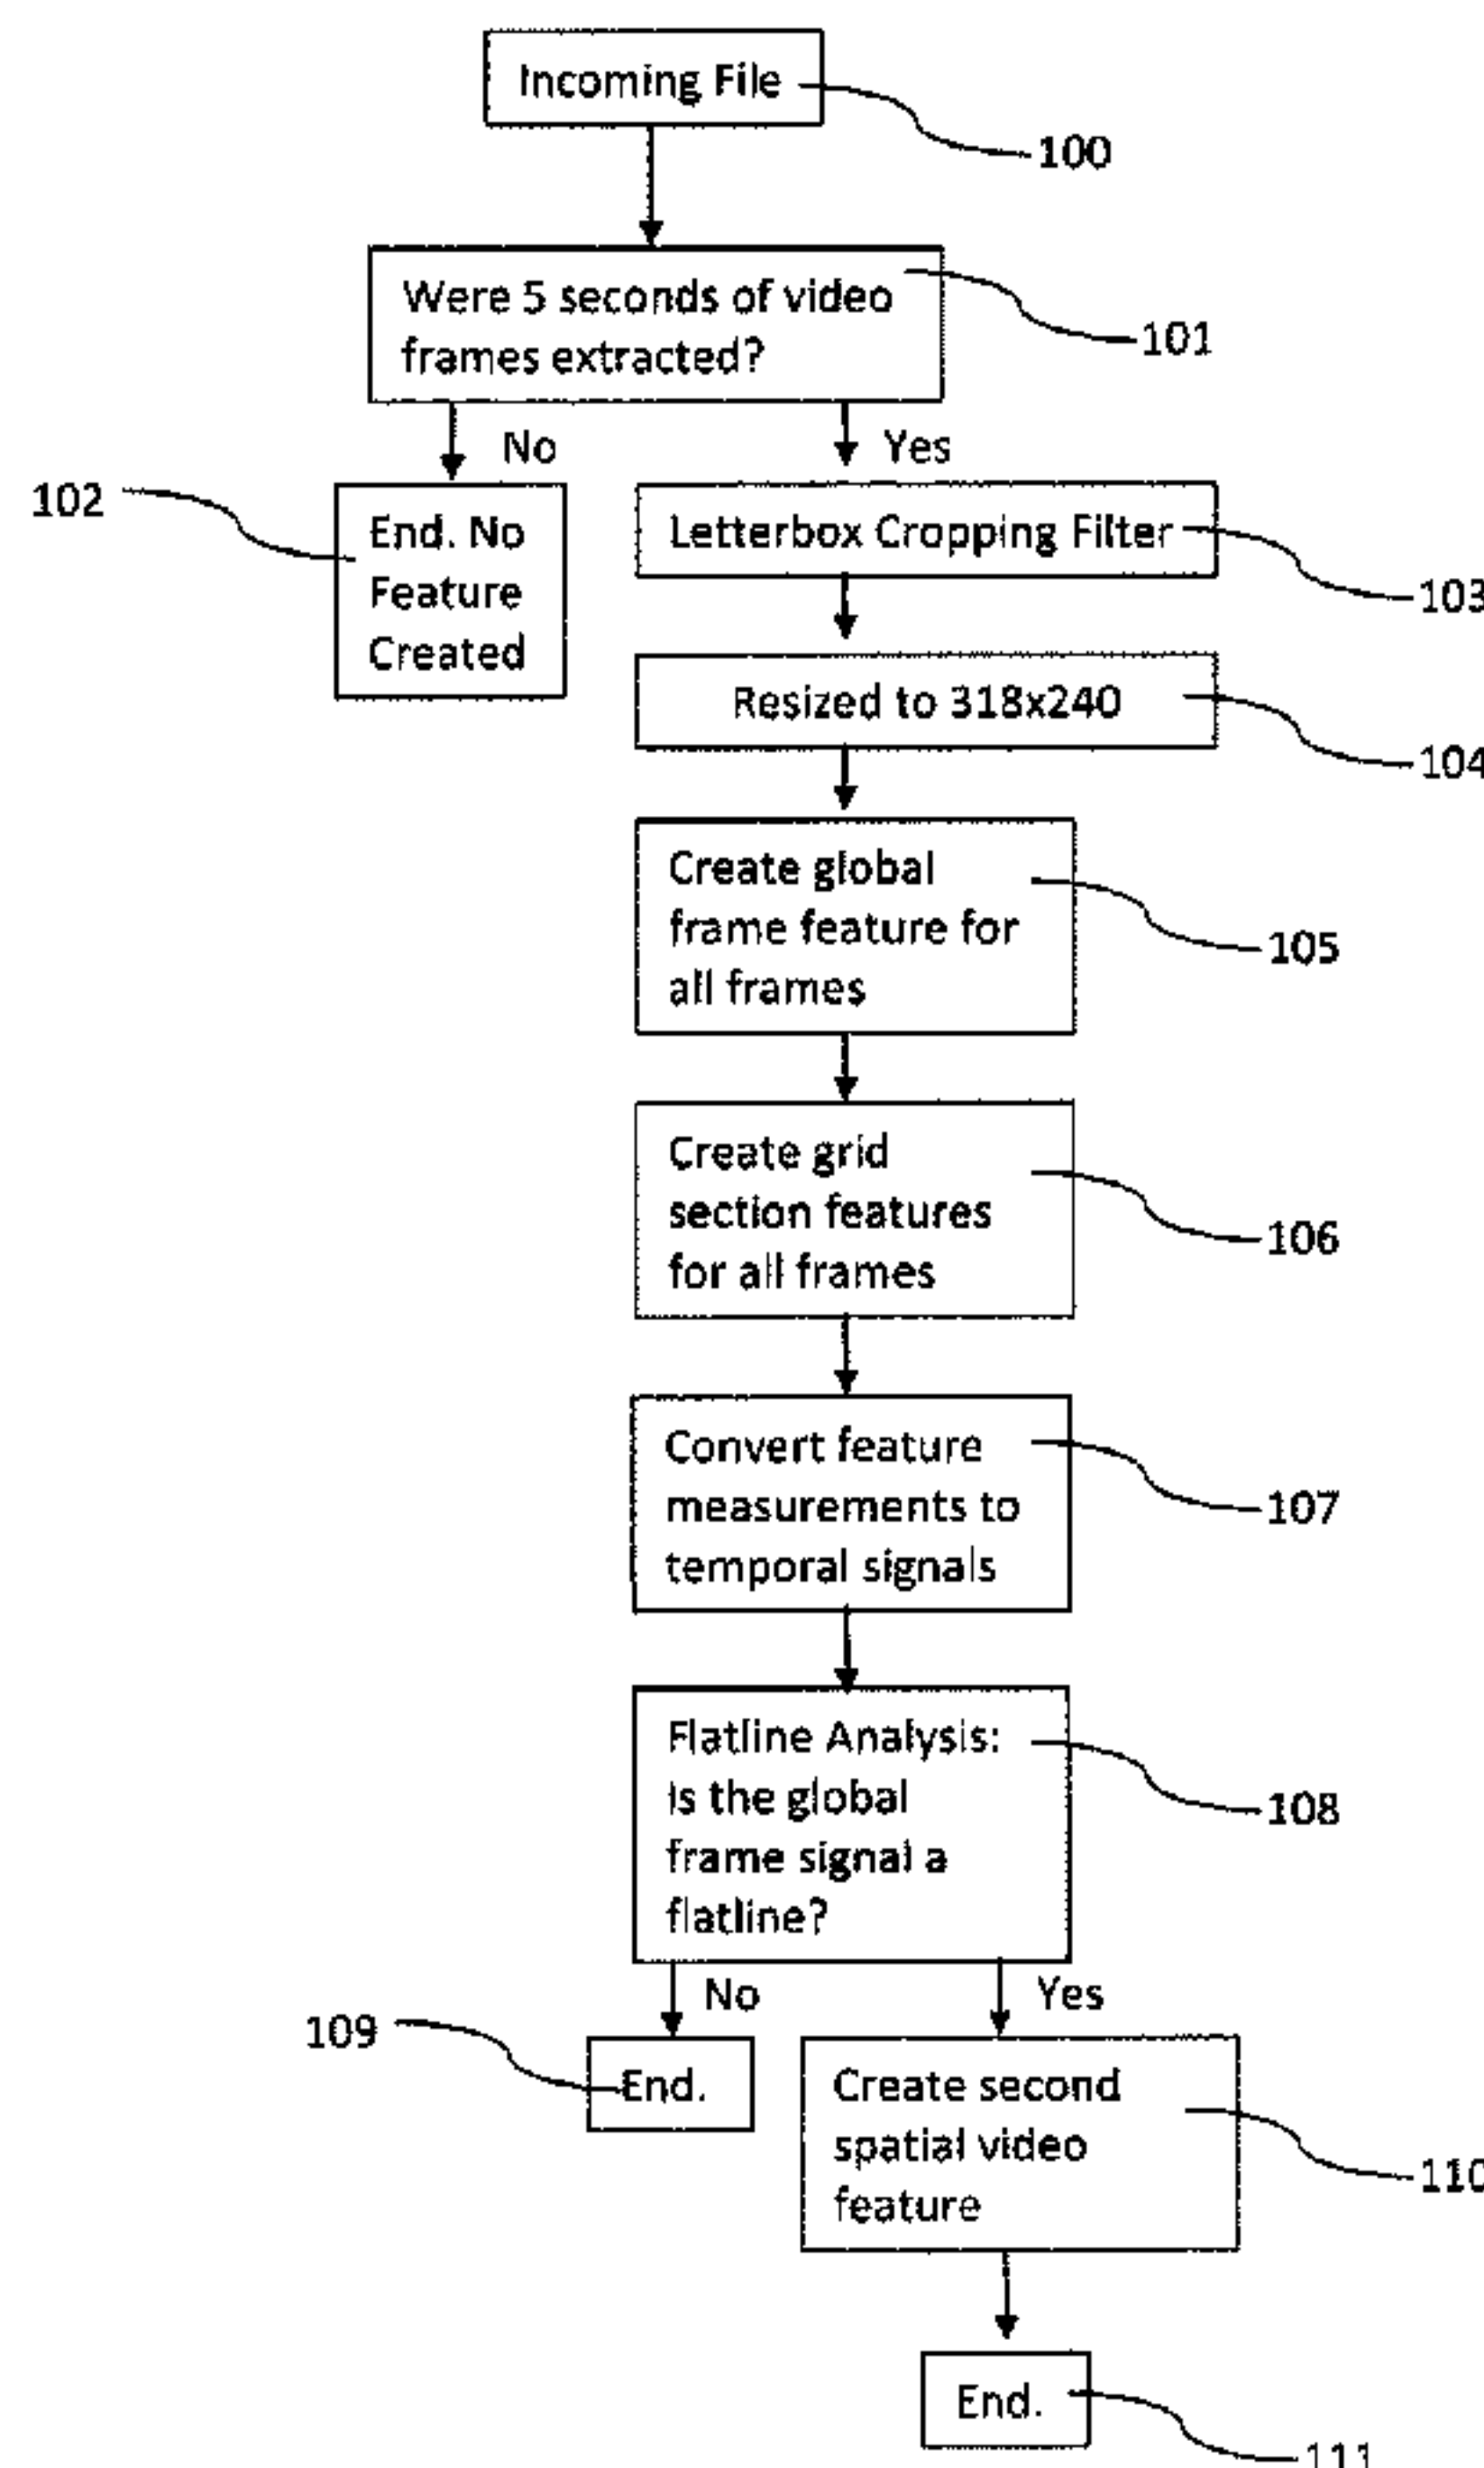 Incoming File
100
Were 5 seconds of video
frames extracted?
101
No
Yes
102
End. No
Feature
Created
Letterbox Cropping Filter
103
Resized to 318x240
104
Create global
frame feature for
all frames
105
Create grid
section features
for all frames
106
Convert feature
measurements to
temporal signals
107
Flatline Analysis:
Is the global
frame signal a
flatline?
108
No
Yes
109
End.
Create second
spatial video
feature
110
End.
111